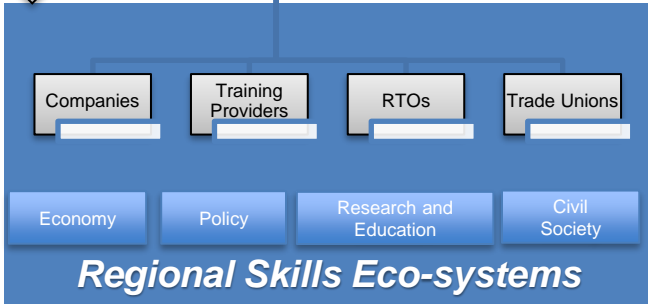 Companies
Training
Providers
RTOs
Trade Unions
Economy
Policy
Research and
Education
Civil
Society
Regional Skills Eco-systems